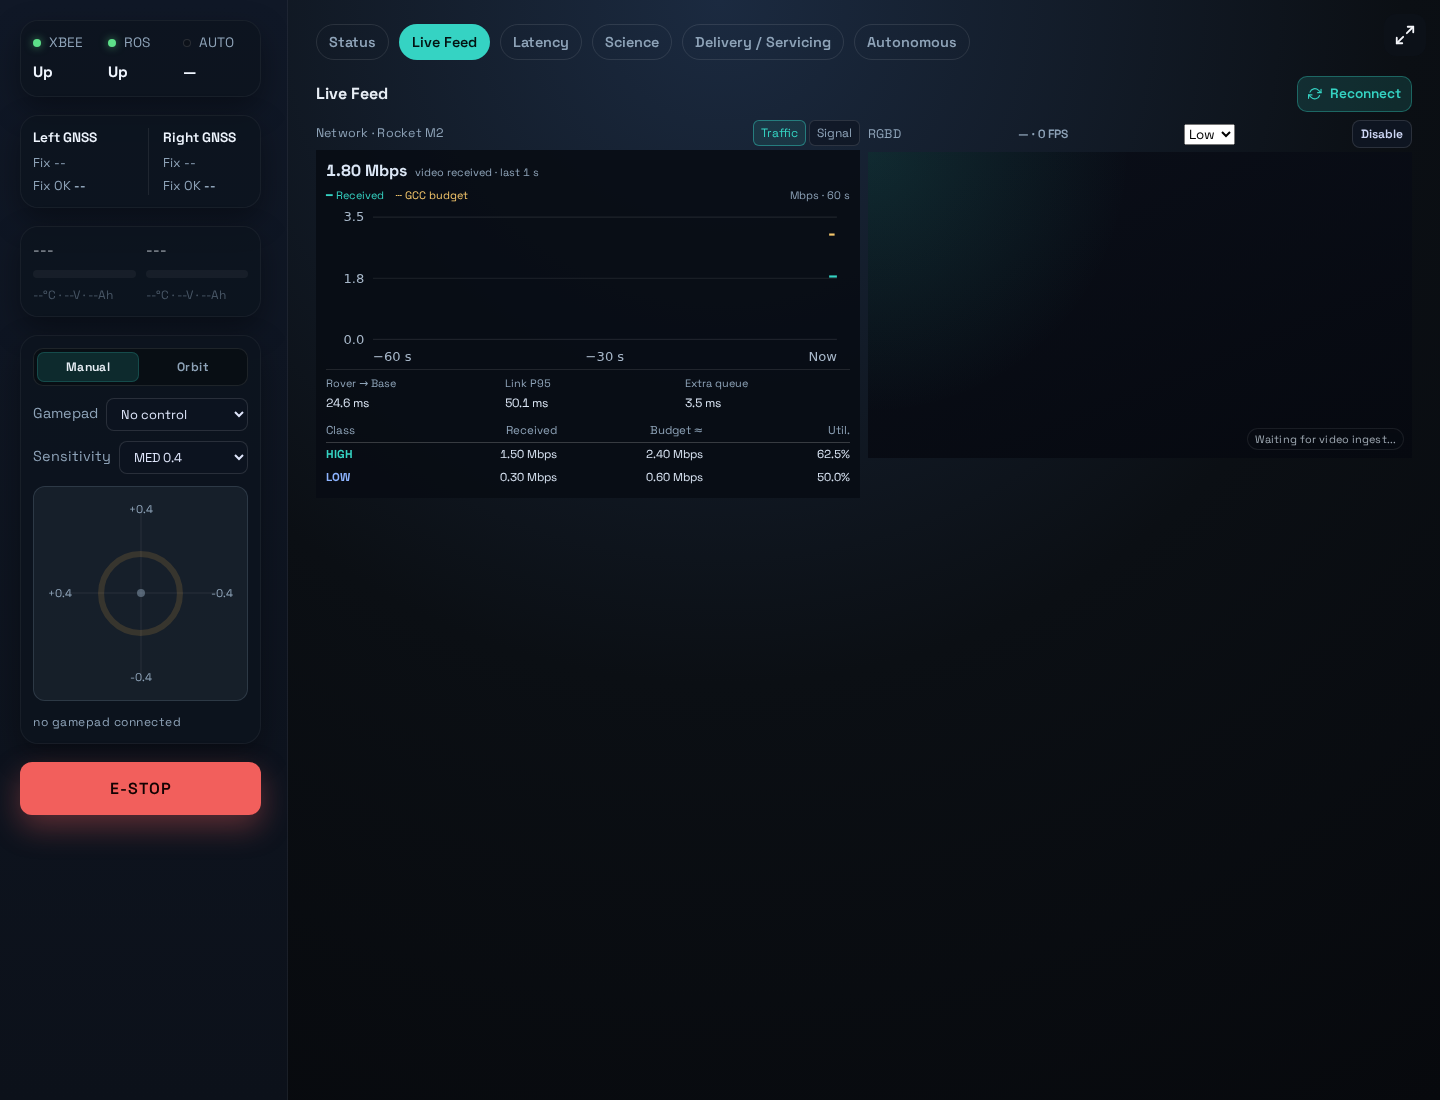 XBEE ROS AUTO
Up Up —
Left GNSS Right GNSS
Fix -- Fix --
Fix OK -- Fix OK --
--- ---
--°C · --V · --Ah --°C · --V · --Ah
Manual Orbit
Gamepad No control
Sensitivity MED 0.4
+0.4
+0.4 -0.4
-0.4
no gamepad connected
E-STOP
Status Live Feed Latency Science Delivery / Servicing Autonomous
Live Feed Reconnect
Network · Rocket M2 Traffic Signal
1.80 Mbps video received · last 1 s
Received GCC budget Mbps · 60 s
3.5
1.8
0.0
−60 s −30 s Now
Rover → Base Link P95 Extra queue
24.6 ms 50.1 ms 3.5 ms
Class Received Budget ≈ Util.
HIGH 1.50 Mbps 2.40 Mbps 62.5%
LOW 0.30 Mbps 0.60 Mbps 50.0%
RGBD — · 0 FPS Low Disable
Waiting for video ingest...